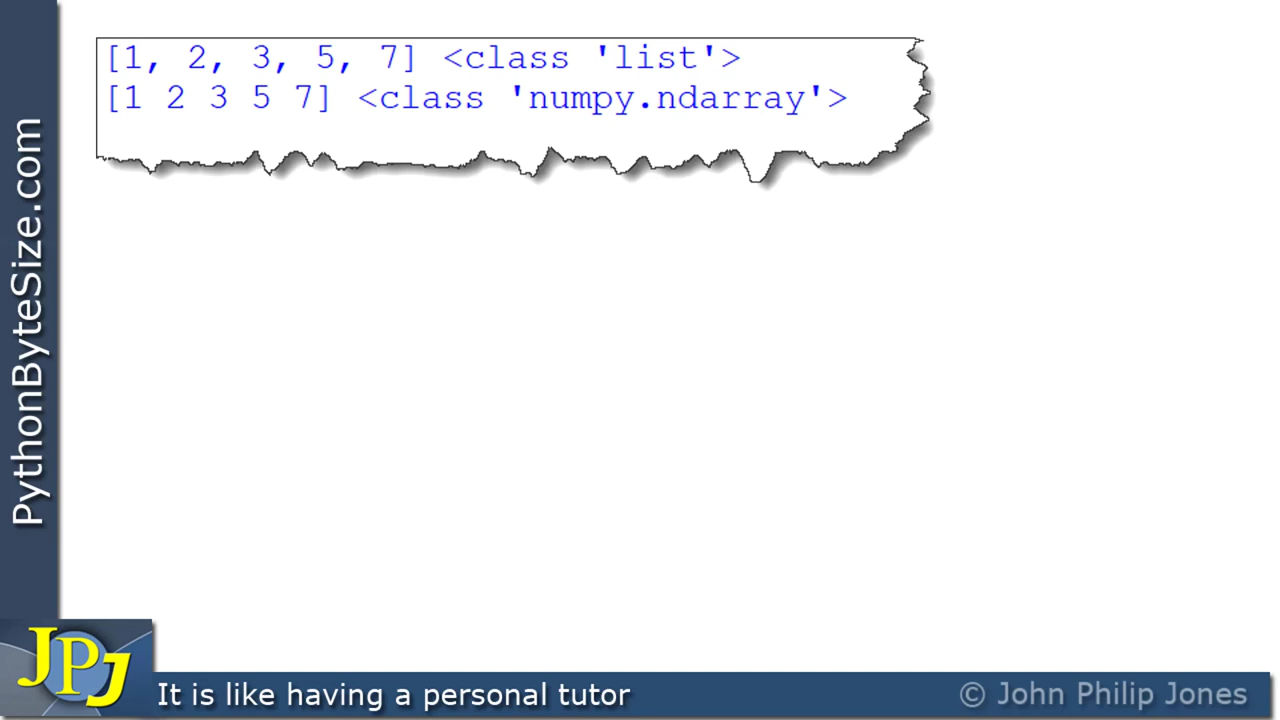 [1, 2, 3, 5, 7] <class 'list'>
[1 2 3 5 7] <class 'numpy.ndarray'>
PythonByteSize.com
JPJ
It is like having a personal tutor
© John Philip Jones